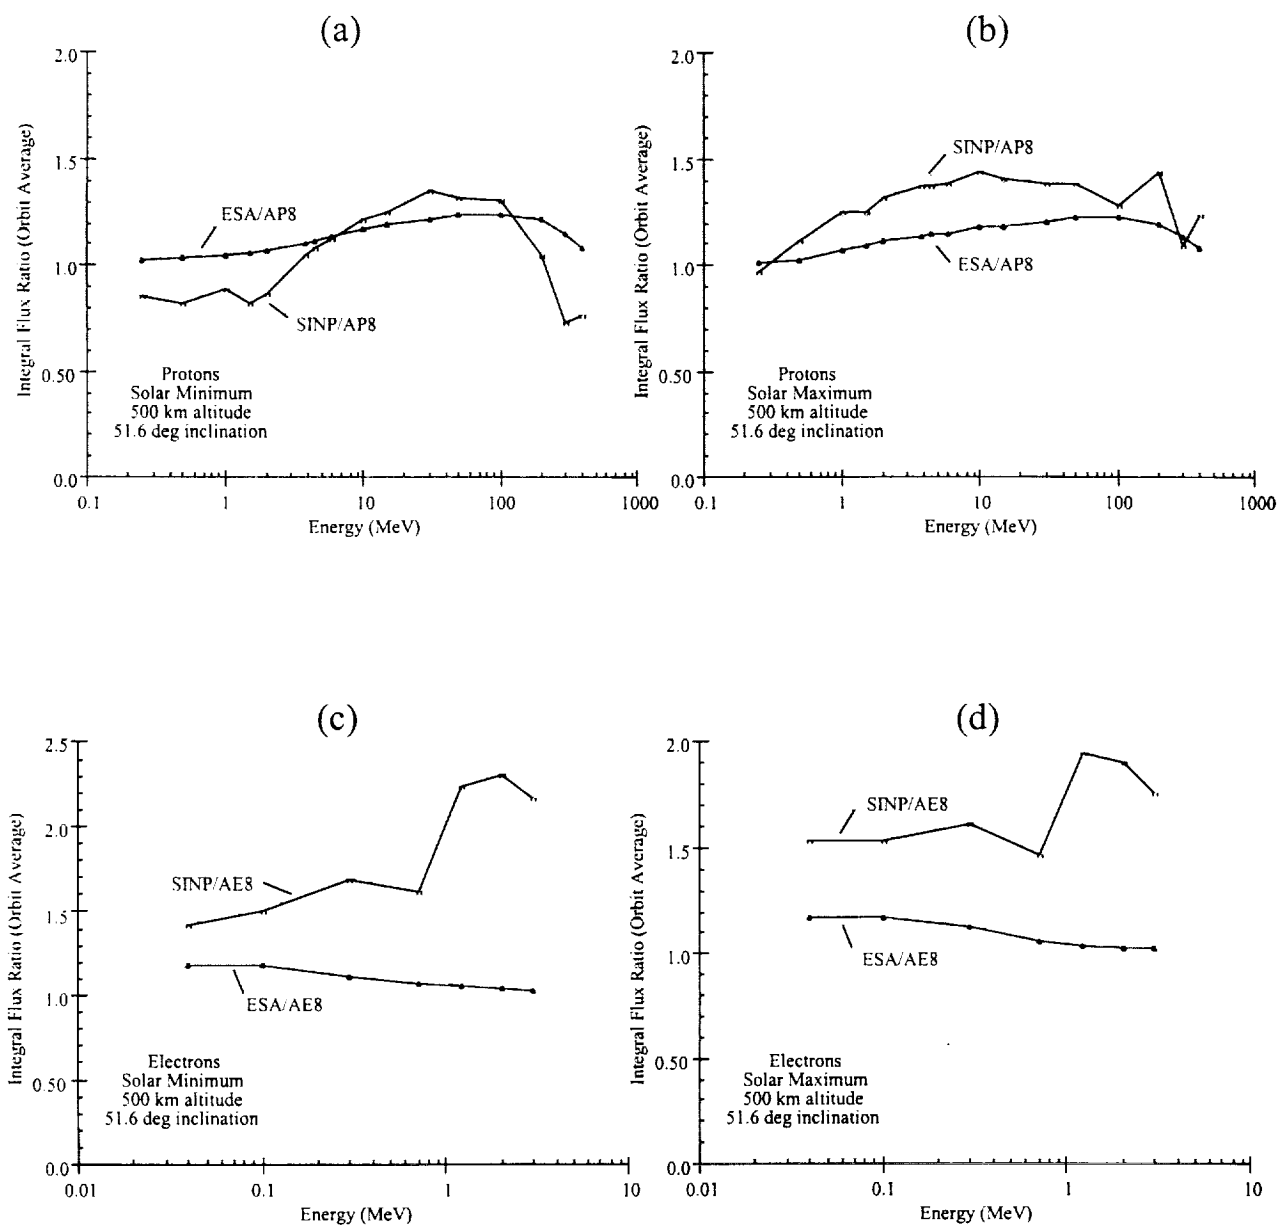 (a)
2.0
1.5
1.0
0.50
0.0
Integral Flux Ratio (Orbit Average)
ESA/AP8
SINP/AP8
Protons
Solar Minimum
500 km altitude
51.6 deg inclination
0.1 1 10 100 1000
Energy (MeV)
(b)
2.0
1.5
1.0
0.50
0.0
Integral Flux Ratio (Orbit Average)
SINP/AP8
ESA/AP8
Protons
Solar Maximum
500 km altitude
51.6 deg inclination
0.1 1 10 100 1000
Energy (MeV)
(c)
2.5
2.0
1.5
1.0
0.50
0.0
Integral Flux Ratio (Orbit Average)
SINP/AE8
ESA/AE8
Electrons
Solar Minimum
500 km altitude
51.6 deg inclination
0.01 0.1 1 10
Energy (MeV)
(d)
2.0
1.5
1.0
0.50
0.0
Integral Flux Ratio (Orbit Average)
SINP/AE8
ESA/AE8
Electrons
Solar Maximum
500 km altitude
51.6 deg inclination
0.01 0.1 1 10
Energy (MeV)